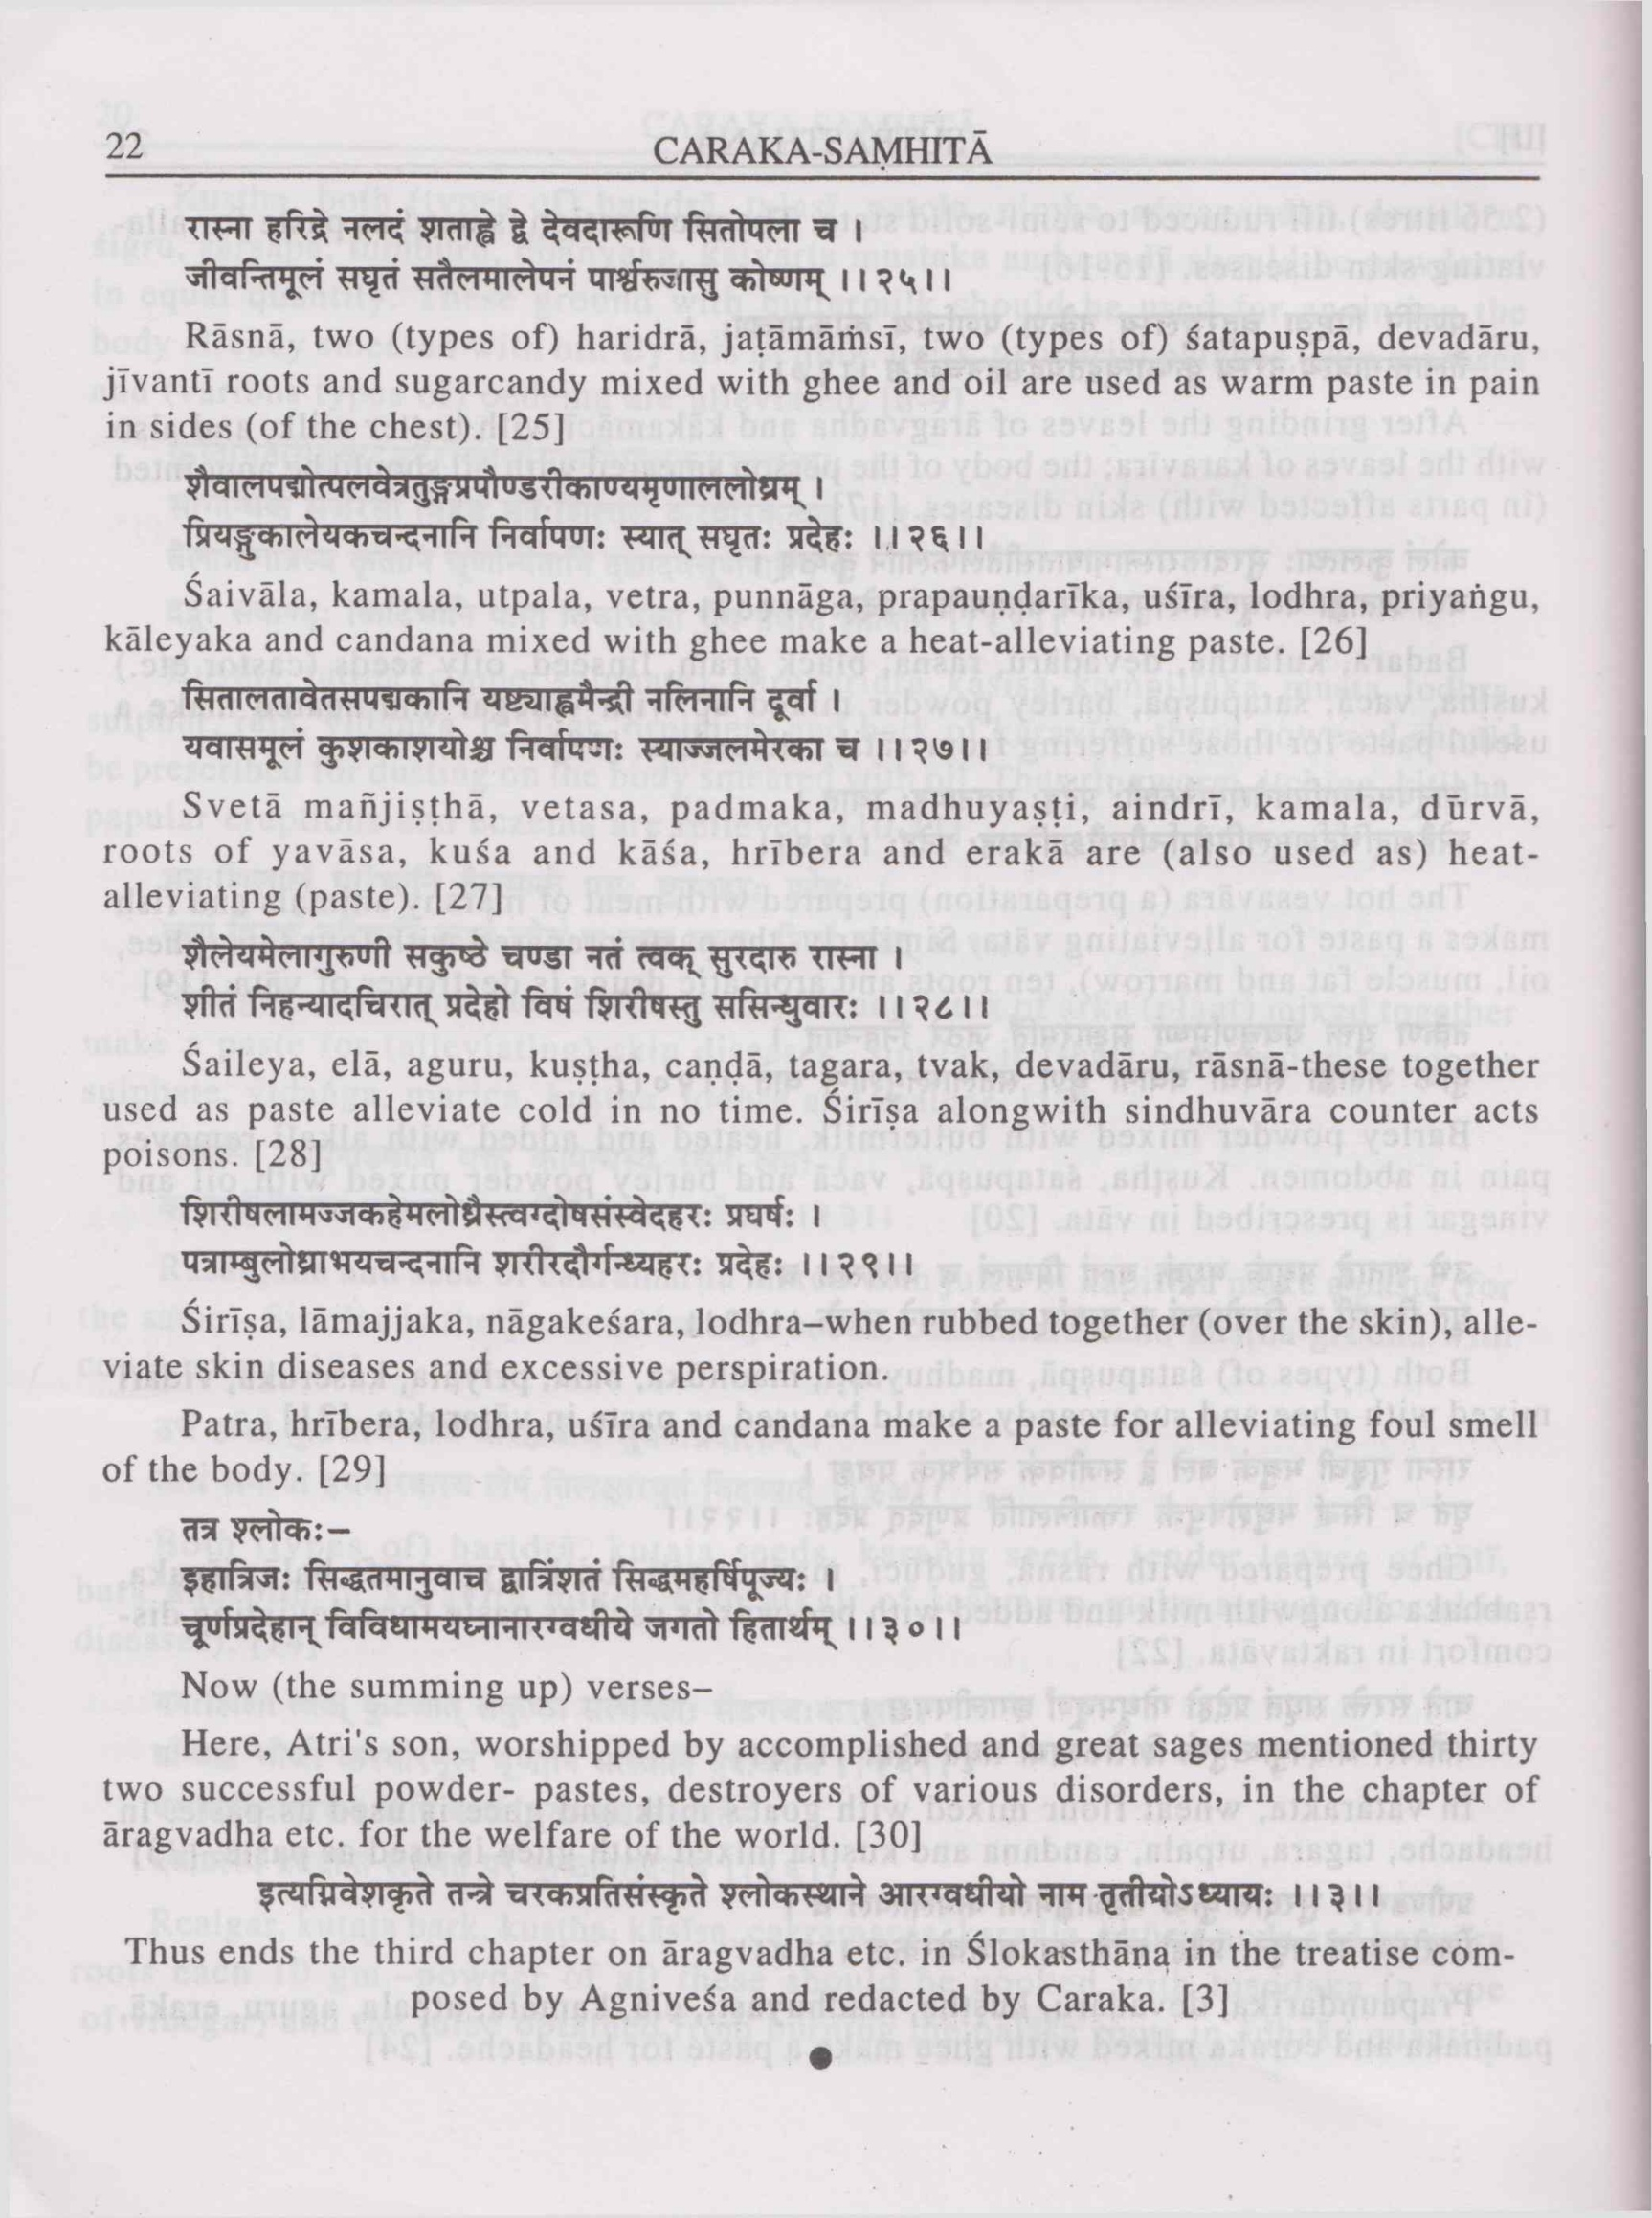 22
CARAKA-SAṂHITĀ
रास्ना हरिद्रे नलदं शताह्वे द्वे देवदारूणि सितोपला च ।
जीवन्तिमूलं सघृतं सतैलमालेपनं पार्श्वरुजासु कोष्णम् ।।२५।।
Rāsnā, two (types of) haridrā, jaṭāmāṁsī, two (types of) śatapuṣpā, devadāru,
jīvantī roots and sugarcandy mixed with ghee and oil are used as warm paste in pain
in sides (of the chest). [25]
शैवालपद्मोत्पलवेत्रतुङ्गप्रपौण्डरीकाण्यमृणाललोध्रम् ।
प्रियङ्गुकालेयकचन्दनानि निर्वापणः स्यात् सघृतः प्रदेहः ।।२६।।
Śaivāla, kamala, utpala, vetra, punnāga, prapauṇḍarīka, uśīra, lodhra, priyaṅgu,
kāleyaka and candana mixed with ghee make a heat-alleviating paste. [26]
सितालतावेतसपद्मकानि यष्ट्याह्वमैन्द्री नलिनानि दूर्वा ।
यवासमूलं कुशकाशयोश्च निर्वापणः स्याज्जलमेरका च ।।२७।।
Svetā mañjiṣṭhā, vetasa, padmaka, madhuyaṣṭi, aindrī, kamala, dūrvā,
roots of yavāsa, kuśa and kāśa, hrībera and erakā are (also used as) heat-
alleviating (paste). [27]
शैलेयमेलागुरुणी सकुष्ठे चण्डा नतं त्वक् सुरदारु रास्ना ।
शीतं निहन्यादचिरात् प्रदेहो विषं शिरीषस्तु ससिन्धुवारः ।।२८।।
Śaileya, elā, aguru, kuṣṭha, caṇḍā, tagara, tvak, devadāru, rāsnā-these together
used as paste alleviate cold in no time. Śirīṣa alongwith sindhuvāra counter acts
poisons. [28]
शिरीषलामज्जकहेमलोध्रैस्त्वग्दोषसंस्वेदहरः प्रघर्षः ।
पत्राम्बुलोध्राभयचन्दनानि शरीरदौर्गन्ध्यहरः प्रदेहः ।।२९।।
Śirīṣa, lāmajjaka, nāgakeśara, lodhra–when rubbed together (over the skin), alle-
viate skin diseases and excessive perspiration.
Patra, hrībera, lodhra, uśīra and candana make a paste for alleviating foul smell
of the body. [29]
तत्र श्लोकः–
इहात्रिजः सिद्धतमानुवाच द्वात्रिंशतं सिद्धमहर्षिपूज्यः ।
चूर्णप्रदेहान् विविधामयघ्नानारग्वधीये जगतो हितार्थम् ।।३०।।
Now (the summing up) verses–
Here, Atri's son, worshipped by accomplished and great sages mentioned thirty
two successful powder- pastes, destroyers of various disorders, in the chapter of
āragvadha etc. for the welfare of the world. [30]
इत्यग्निवेशकृते तन्त्रे चरकप्रतिसंस्कृते श्लोकस्थाने आरग्वधीयो नाम तृतीयोऽध्यायः ।।३।।
Thus ends the third chapter on āragvadha etc. in Ślokasthāna in the treatise com-
posed by Agniveśa and redacted by Caraka. [3]